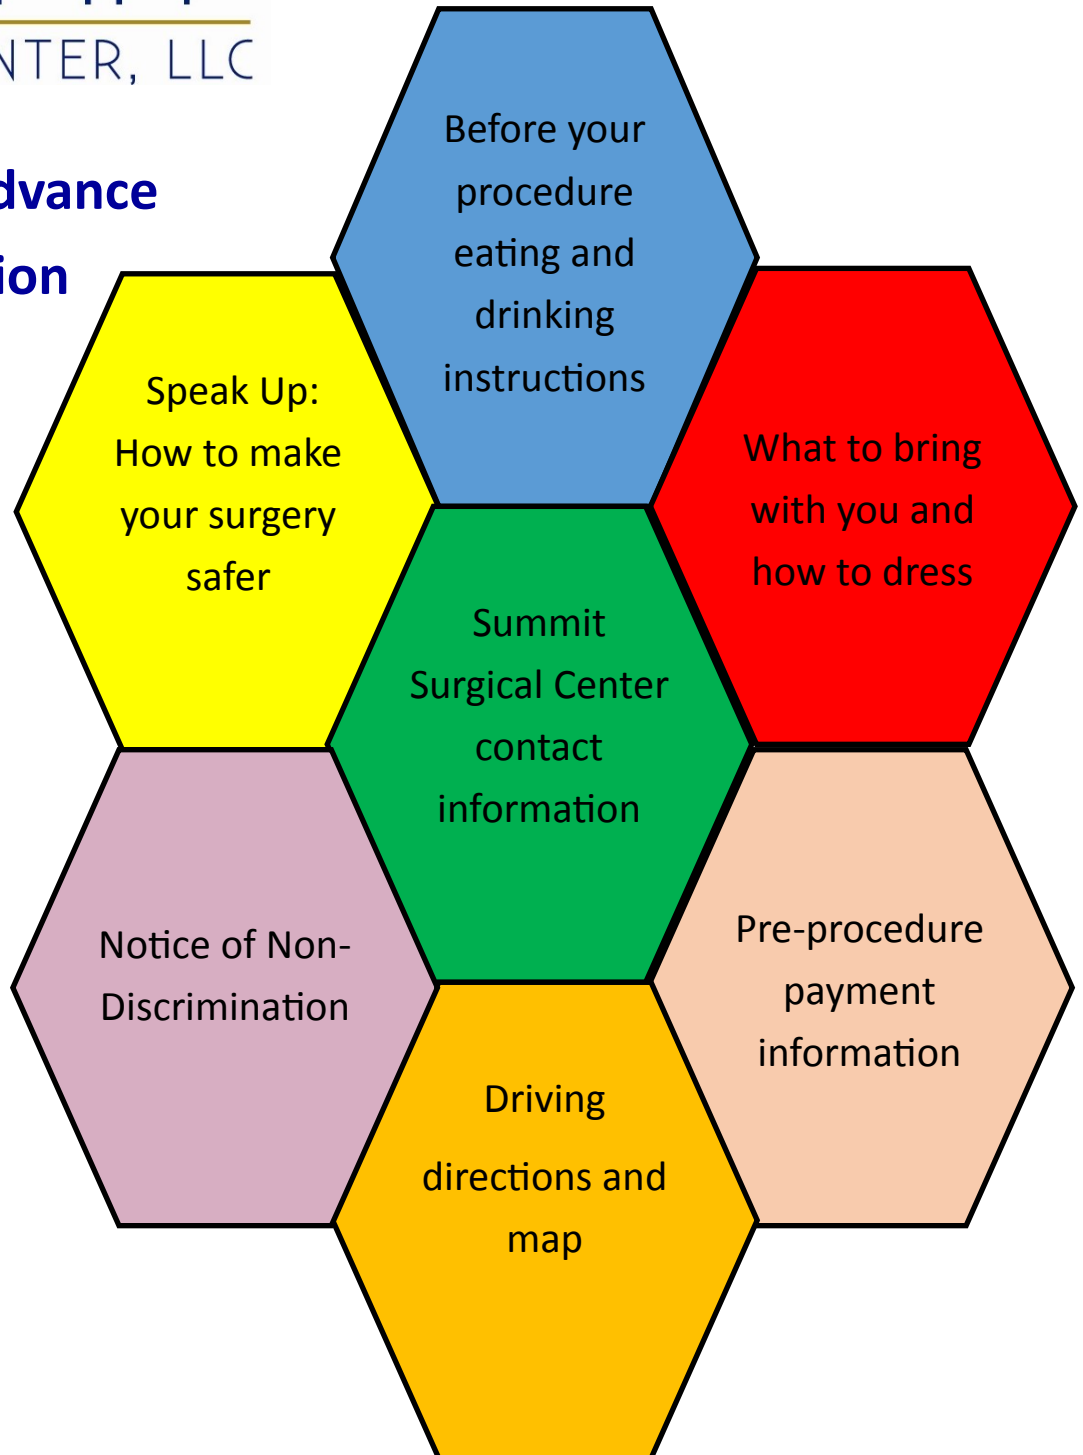 NTER, LLC
dvance
ion
Before your
procedure
eating and
drinking
instructions
Speak Up:
How to make
your surgery
safer
What to bring
with you and
how to dress
Summit
Surgical Center
contact
information
Notice of Non-
Discrimination
Pre-procedure
payment
information
Driving
directions and
map